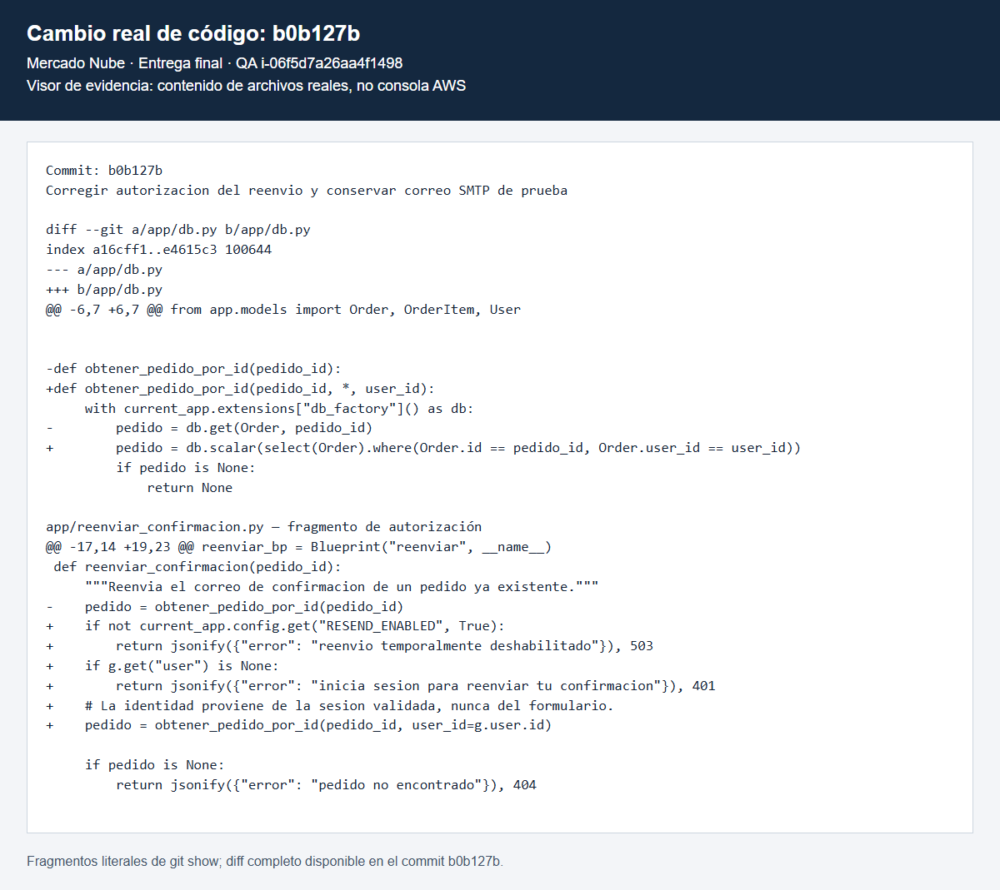 Cambio real de código: b0b127b
Mercado Nube · Entrega final · QA i-06f5d7a26aa4f1498
Visor de evidencia: contenido de archivos reales, no consola AWS
Commit: b0b127b
Corregir autorizacion del reenvio y conservar correo SMTP de prueba
diff --git a/app/db.py b/app/db.py
index a16cff1..e4615c3 100644
--- a/app/db.py
+++ b/app/db.py
@@ -6,7 +6,7 @@ from app.models import Order, OrderItem, User
-def obtener_pedido_por_id(pedido_id):
+def obtener_pedido_por_id(pedido_id, *, user_id):
     with current_app.extensions["db_factory"]() as db:
-        pedido = db.get(Order, pedido_id)
+        pedido = db.scalar(select(Order).where(Order.id == pedido_id, Order.user_id == user_id))
         if pedido is None:
             return None
app/reenviar_confirmacion.py — fragmento de autorización
@@ -17,14 +19,23 @@ reenviar_bp = Blueprint("reenviar", __name__)
 def reenviar_confirmacion(pedido_id):
     """Reenvia el correo de confirmacion de un pedido ya existente."""
-    pedido = obtener_pedido_por_id(pedido_id)
+    if not current_app.config.get("RESEND_ENABLED", True):
+        return jsonify({"error": "reenvio temporalmente deshabilitado"}), 503
+    if g.get("user") is None:
+        return jsonify({"error": "inicia sesion para reenviar tu confirmacion"}), 401
+    # La identidad proviene de la sesion validada, nunca del formulario.
+    pedido = obtener_pedido_por_id(pedido_id, user_id=g.user.id)
     if pedido is None:
         return jsonify({"error": "pedido no encontrado"}), 404
Fragmentos literales de git show; diff completo disponible en el commit b0b127b.